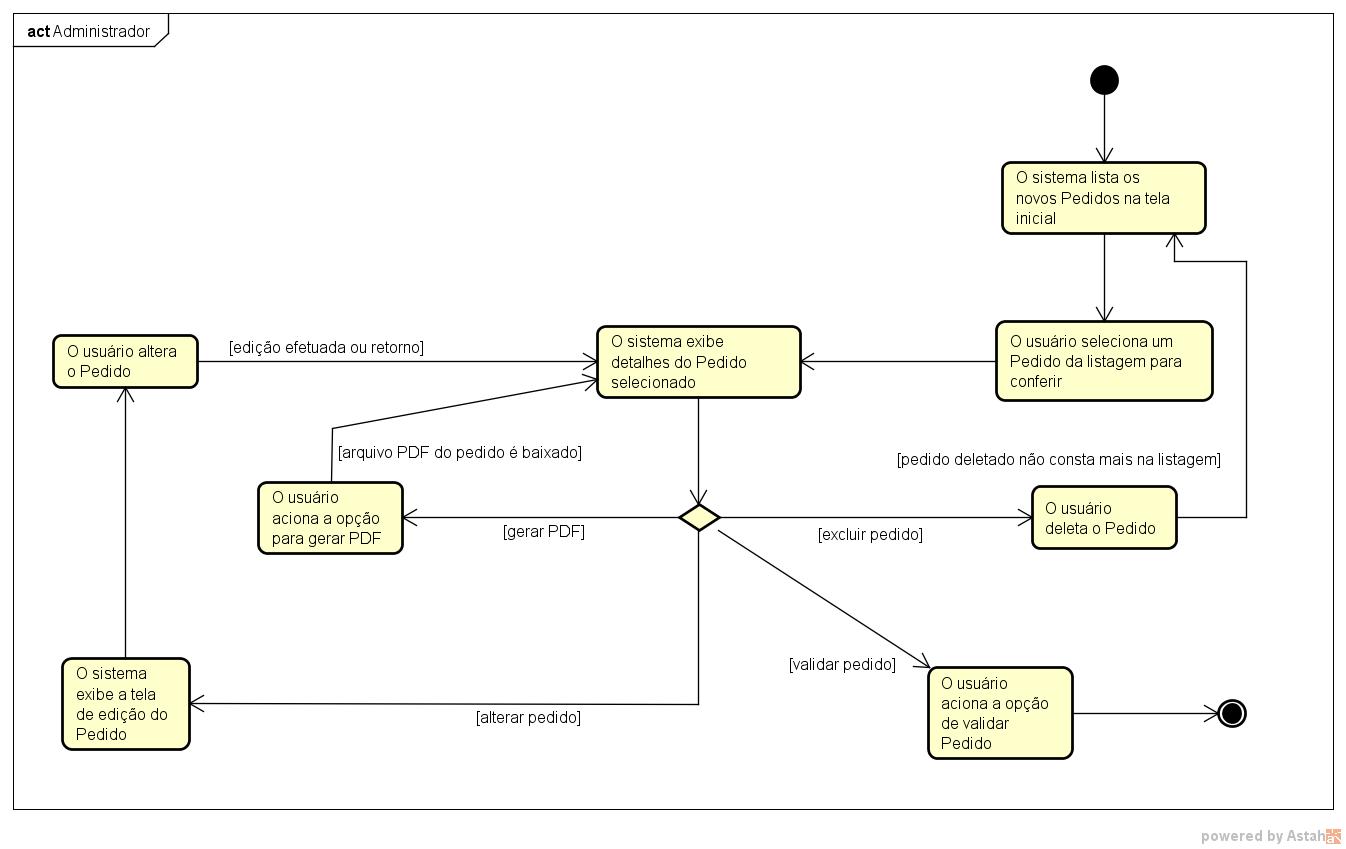 act Administrador
O sistema lista os
novos Pedidos na tela
inicial
O usuário altera
o Pedido
[edição efetuada ou retorno]
O sistema exibe
detalhes do Pedido
selecionado
O usuário seleciona um
Pedido da listagem para
conferir
[arquivo PDF do pedido é baixado]
[pedido deletado não consta mais na listagem]
O usuário
aciona a opção
para gerar PDF
[gerar PDF]
[excluir pedido]
O usuário
deleta o Pedido
O sistema
exibe a tela
de edição do
Pedido
[alterar pedido]
[validar pedido]
O usuário
aciona a opção
de validar
Pedido
powered by Astah